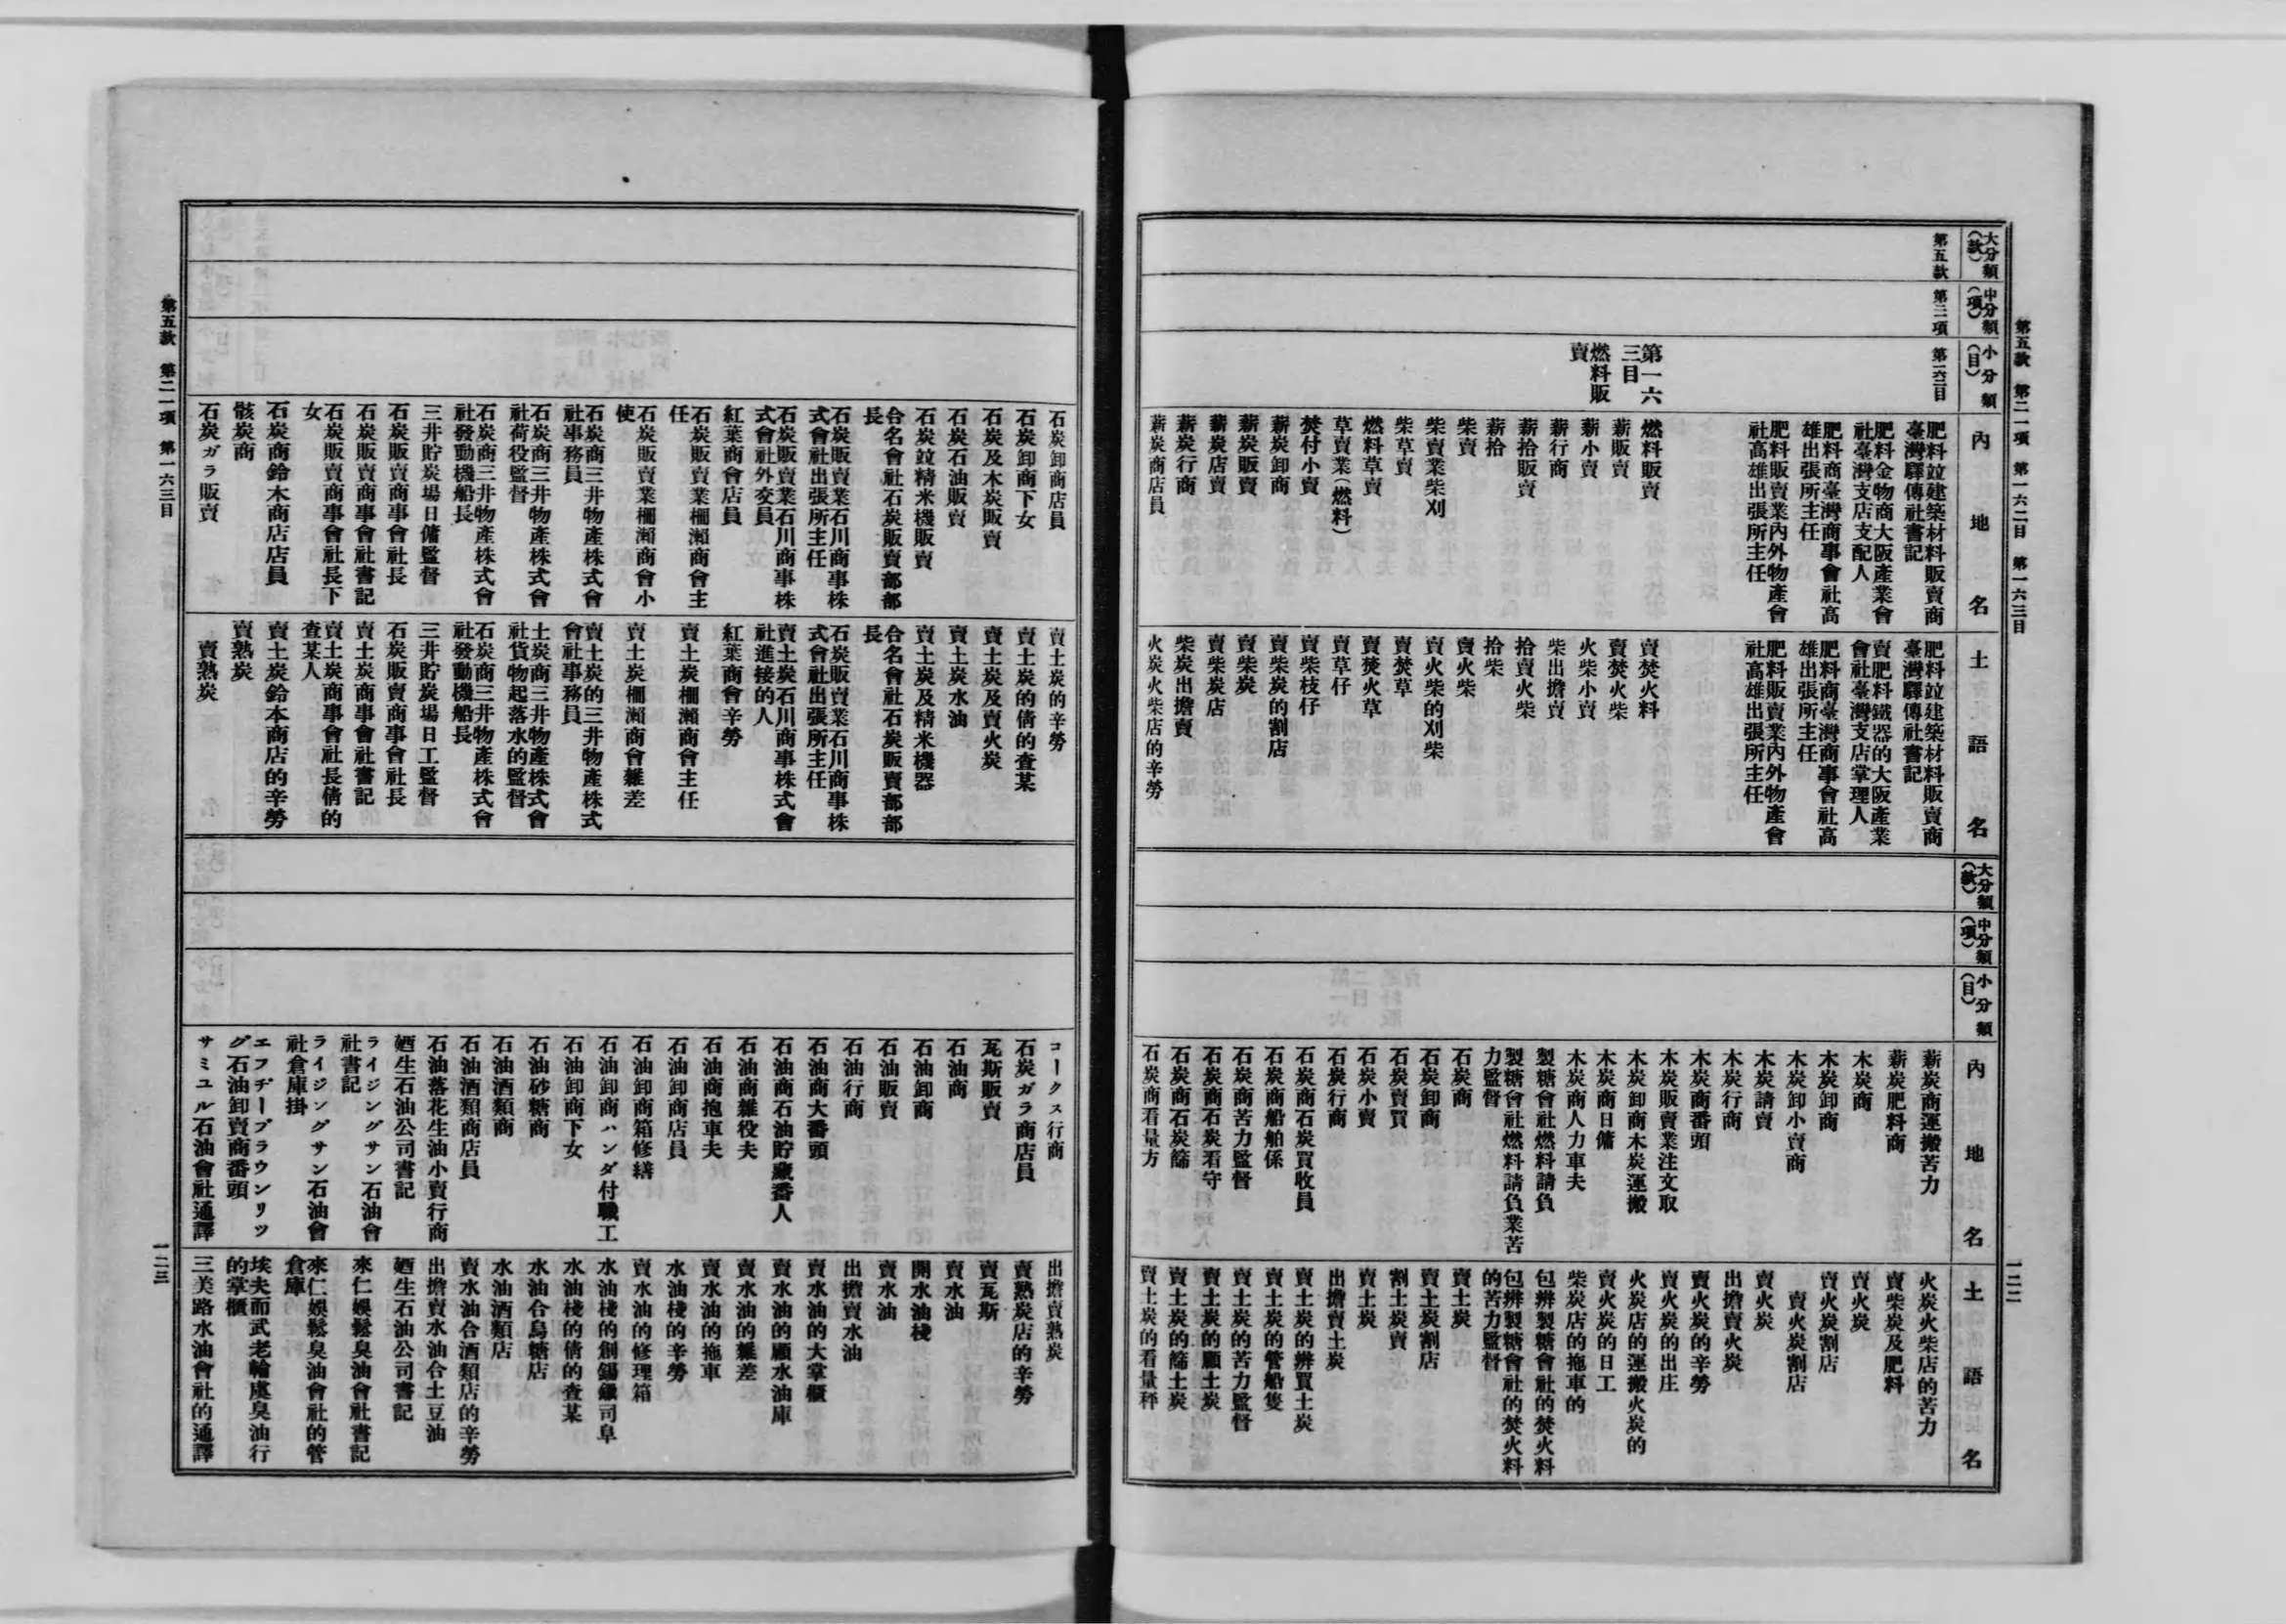 第五款 第二一項 第一六二目 第一六三目
大分類(款)
中分類(項)
小分類(目)
內地名
土語名
第五款
第二一項
第一六二目
肥料竝建築材料販賣商
臺灣驛傳社書記
肥料金物商大阪產業會
社臺灣支店支配人
肥料商臺灣商事會社高
雄出張所主任
肥料販賣業內外物產會
社高雄出張所主任
第一六
三目
燃料販
賣
燃料販賣
薪販賣
薪小賣
薪行商
薪拾販賣
薪拾
柴賣
柴賣業柴刈
柴草賣
燃料草賣
草賣業(燃料)
焚付小賣
薪炭卸商
薪炭販賣
薪炭店賣
薪炭行商
薪炭商店員
肥料竝建築材料販賣商
臺灣驛傳社書記
賣肥料鐵器的大阪產業
會社臺灣支店掌理人
肥料商臺灣商事會社高
雄出張所主任
肥料販賣業內外物產會
社高雄出張所主任
賣焚火料
賣焚火柴
火柴小賣
柴出擔賣
拾賣火柴
拾柴
賣火柴
賣火柴的刈柴
賣焚草
賣焚火草
賣草仔
賣柴枝仔
賣柴炭的割店
賣柴炭
賣柴炭店
柴炭出擔賣
火炭火柴店的辛勞
大分類(款)
中分類(項)
小分類(目)
內地名
土語名
薪炭商運搬苦力
薪炭肥料商
木炭商
木炭卸商
木炭卸小賣商
木炭請賣
木炭行商
木炭商番頭
木炭販賣業注文取
木炭卸商木炭運搬
木炭商日傭
木炭商人力車夫
製糖會社燃料請負
製糖會社燃料請負業苦
力監督
石炭商
石炭卸商
石炭賣買
石炭小賣
石炭行商
石炭商石炭買收員
石炭商船舶係
石炭商苦力監督
石炭商石炭看守
石炭商石炭篩
石炭商看量方
火炭火柴店的苦力
賣柴炭及肥料
賣火炭
賣火炭割店
賣火炭割店
賣火炭
出擔賣火炭
賣火炭的辛勞
賣火炭的出庄
火炭店的運搬火炭的
賣火炭的日工
柴炭店的拖車的
包辨製糖會社的焚火料
包辨製糖會社的焚火料
的苦力監督
賣土炭
賣土炭割店
割土炭賣
賣土炭
出擔賣土炭
賣土炭的辨買土炭
賣土炭的管船隻
賣土炭的苦力監督
賣土炭的顧土炭
賣土炭的篩土炭
賣土炭的看量秤
一二二
石炭卸商店員
石炭卸商下女
石炭及木炭販賣
石炭石油販賣
石炭竝精米機販賣
合名會社石炭販賣部部
長
石炭販賣業石川商事株
式會社出張所主任
石炭販賣業石川商事株
式會社外交員
紅葉商會店員
石炭販賣業棚瀨商會主
任
石炭販賣業棚瀨商會小
使
石炭商三井物產株式會
社事務員
石炭商三井物產株式會
社荷役監督
石炭商三井物產株式會
社發動機船長
三井貯炭場日傭監督
石炭販賣商事會社長
石炭販賣商事會社書記
石炭販賣商事會社長下
女
石炭商鈴木商店店員
骸炭商
石炭ガラ販賣
賣土炭的辛勞
賣土炭的倩的查某
賣土炭及賣火炭
賣土炭水油
賣土炭及精米機器
合名會社石炭販賣部部
長
石炭販賣業石川商事株
式會社出張所主任
賣土炭石川商事株式會
社進接的人
紅葉商會辛勞
賣土炭棚瀨商會主任
賣土炭棚瀨商會雜差
賣土炭的三井物產株式
會社事務員
土炭商三井物產株式會
社貨物起落水的監督
石炭商三井物產株式會
社發動機船長
三井貯炭場日工監督
石炭販賣商事會社長
賣土炭商事會社書記
賣土炭商事會社長倩的
查某人
賣土炭鈴木商店的辛勞
賣熟炭
賣熟炭
コークス行商
石炭ガラ商店員
瓦斯販賣
石油商
石油卸商
石油販賣
石油行商
石油商大番頭
石油商石油貯藏番人
石油商雜役夫
石油商抱車夫
石油卸商店員
石油卸商箱修繕
石油卸商ハンダ付職工
石油卸商下女
石油砂糖商
石油酒類商
石油酒類商店員
石油落花生油小賣行商
廼生石油公司書記
ライジングサン石油會
社書記
ライジングサン石油會
社倉庫掛
エフヂーブラウンリツ
グ石油卸賣商番頭
サミユル石油會社通譯
出擔賣熟炭
賣熟炭店的辛勞
賣瓦斯
賣水油
開水油棧
賣水油
出擔賣水油
賣水油的大掌櫃
賣水油的顧水油庫
賣水油的雜差
賣水油的拖車
水油棧的辛勞
賣水油的修理箱
水油棧的創錫鑞司阜
水油棧的倩的查某
水油合烏糖店
水油酒類店
賣水油合酒類店的辛勞
出擔賣水油合土豆油
廼生石油公司書記
來仁娛鬆臭油會社書記
來仁娛鬆臭油會社的管
倉庫
埃夫而武老輪虞臭油行
的掌櫃
三美路水油會社的通譯
第五款 第二一項 第一六三目
一二三